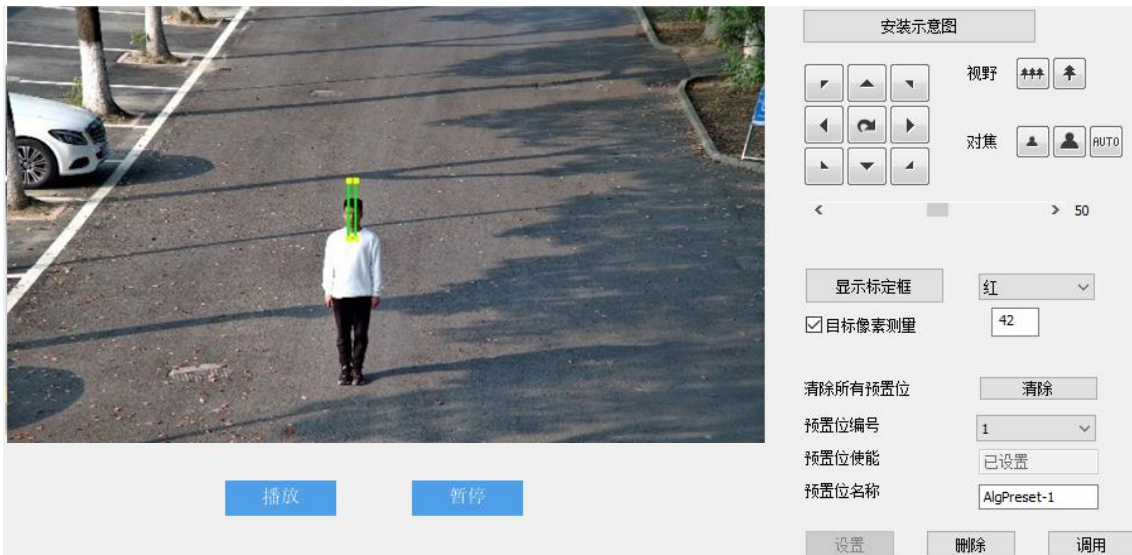 安装示意图
视野
对焦
AUTO
50
显示标定框
红
目标像素测量
42
清除所有预置位
清除
预置位编号
1
预置位使能
已设置
预置位名称
AlgPreset-1
播放
暂停
设置
删除
调用